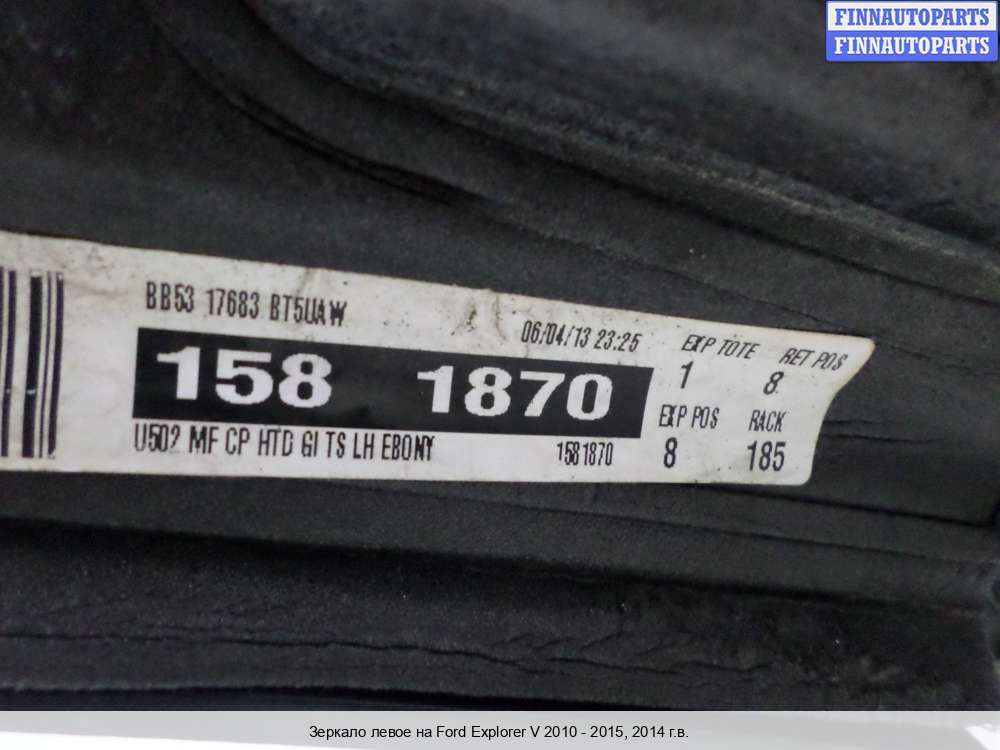 FINNAUTOPARTS
FINNAUTOPARTS
BB53 17683 BT5UAW
06/04/13 23:25
EXP TOTE RET POS
1 8
158 1870
EXP POS RACK
8 185
U502 MF CP HTD GI TS LH EBONY 1581870
Зеркало левое на Ford Explorer V 2010 - 2015, 2014 г.в.